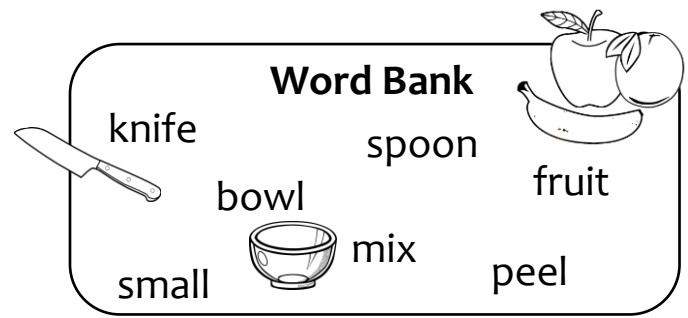 Word Bank
knife
spoon
fruit
bowl
mix
peel
small